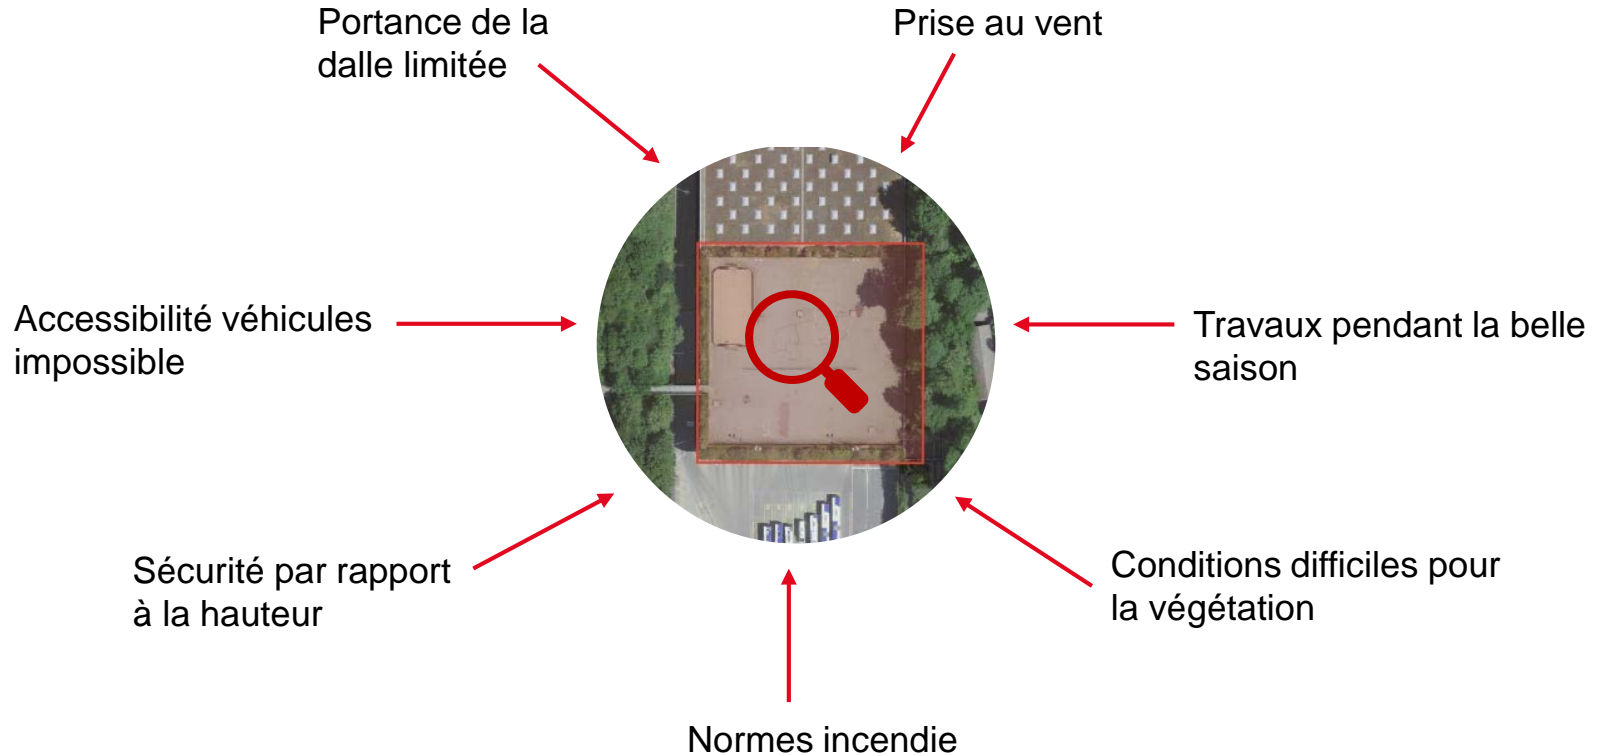 Portance de la
dalle limitée
Prise au vent
Accessibilité véhicules
impossible
Travaux pendant la belle
saison
Sécurité par rapport
à la hauteur
Conditions difficiles pour
la végétation
Normes incendie